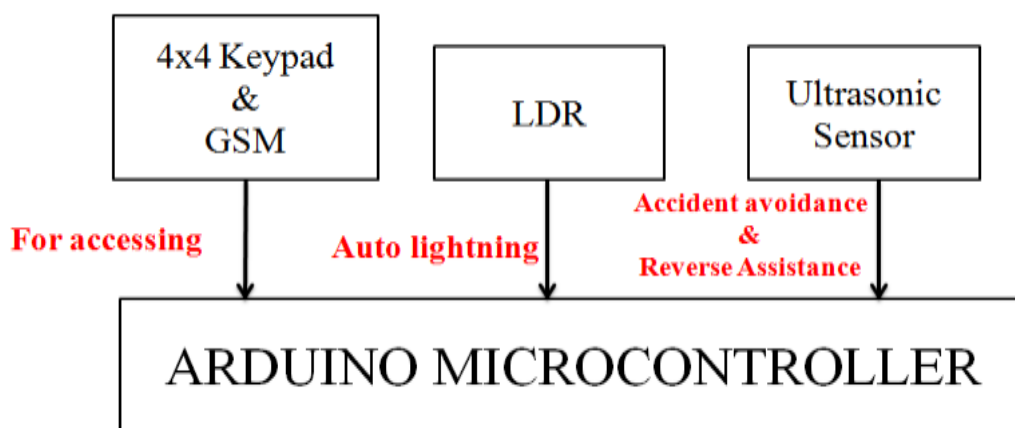 4x4 Keypad
&
GSM
LDR
Ultrasonic
Sensor
For accessing
Auto lightning
Accident avoidance
&
Reverse Assistance
ARDUINO MICROCONTROLLER